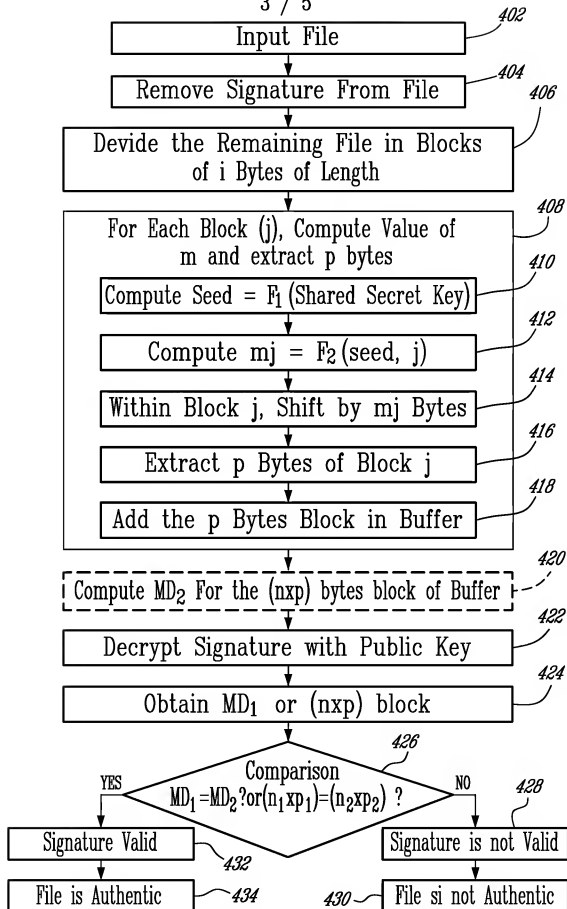 3 / 5
Input File
402
Remove Signature From File
404
Devide the Remaining File in Blocks
of i Bytes of Length
406
408
For Each Block (j), Compute Value of
m and extract p bytes
Compute Seed = F₁ (Shared Secret Key)
410
Compute mj = F₂ (seed, j)
412
Within Block j, Shift by mj Bytes
414
Extract p Bytes of Block j
416
Add the p Bytes Block in Buffer
418
Compute MD₂ For the (nxp) bytes block of Buffer
420
Decrypt Signature with Public Key
422
Obtain MD₁ or (nxp) block
424
426
Comparison
MD₁ =MD₂?or(n₁xp₁)=(n₂xp₂) ?
YES
NO
428
Signature Valid
432
Signature is not Valid
File is Authentic
434
430
File si not Authentic